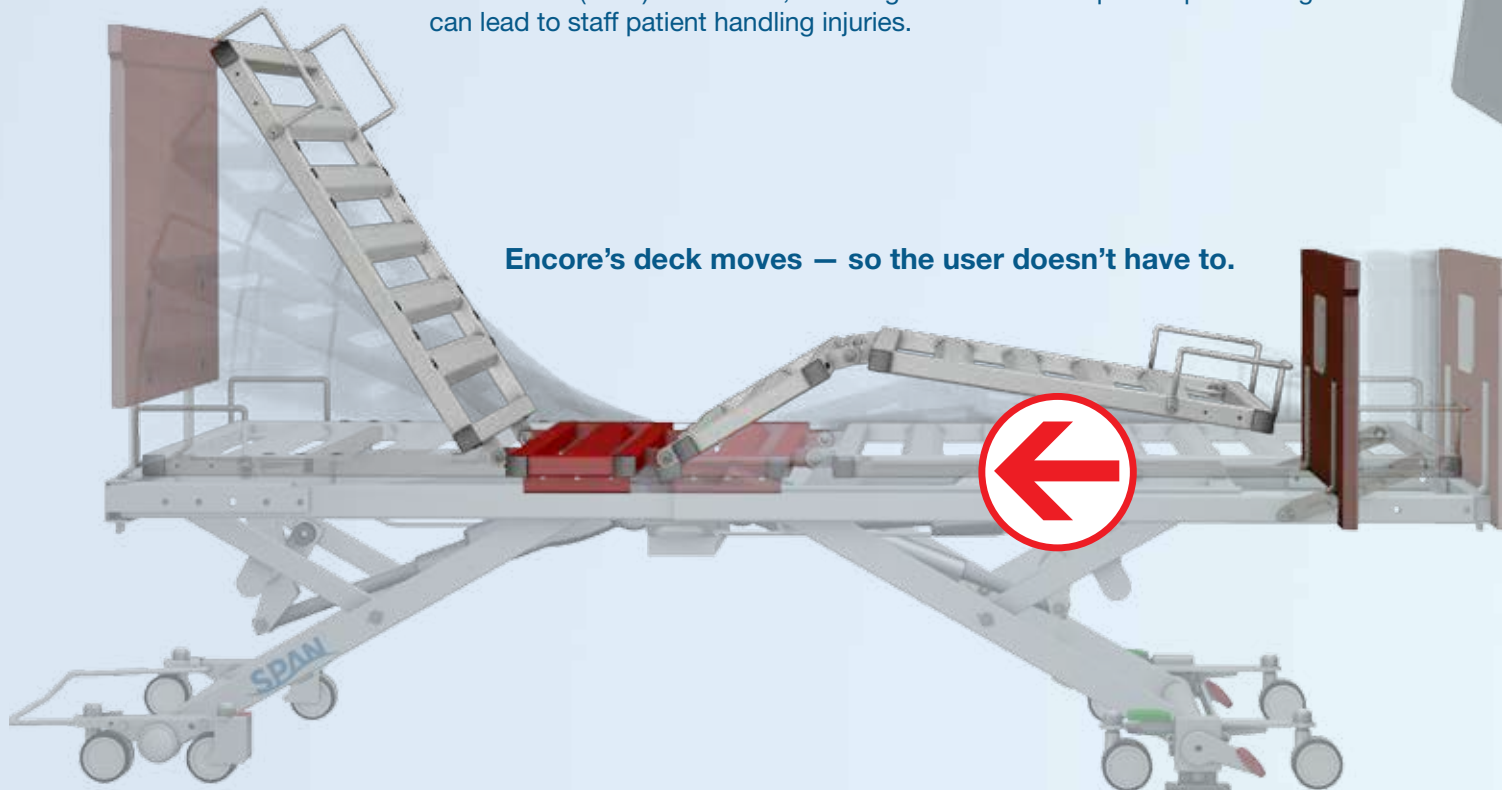 can lead to staff patient handling injuries.
Encore’s deck moves — so the user doesn’t have to.
SPAN